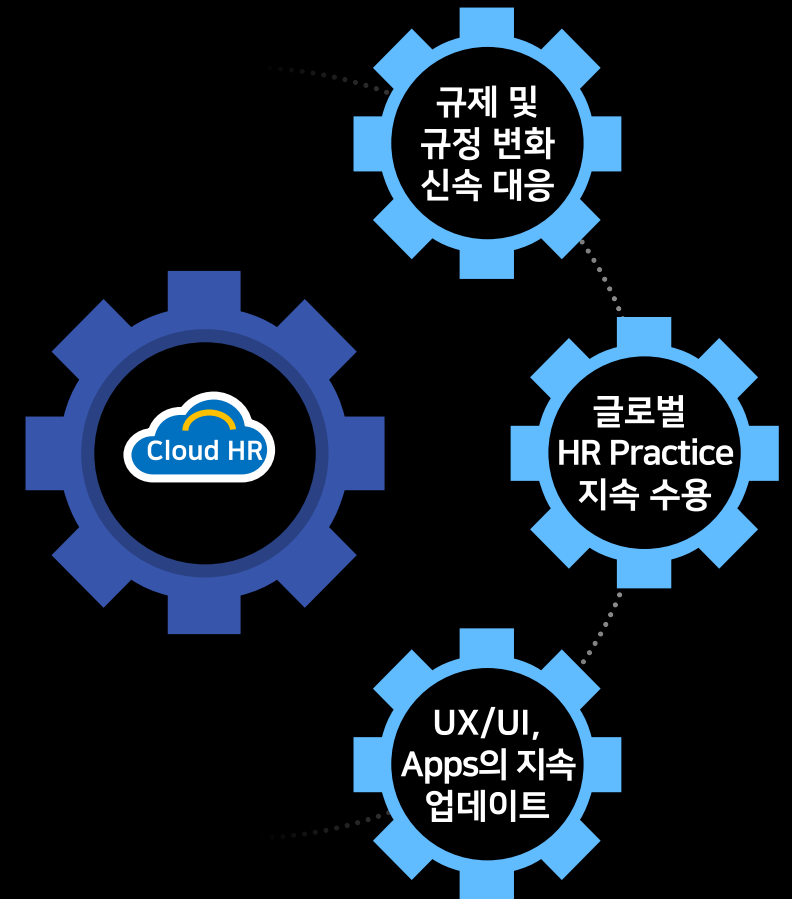 규제 및
규정 변화
신속 대응
Cloud HR
글로벌
HR Practice
지속 수용
UX/UI,
Apps의 지속
업데이트